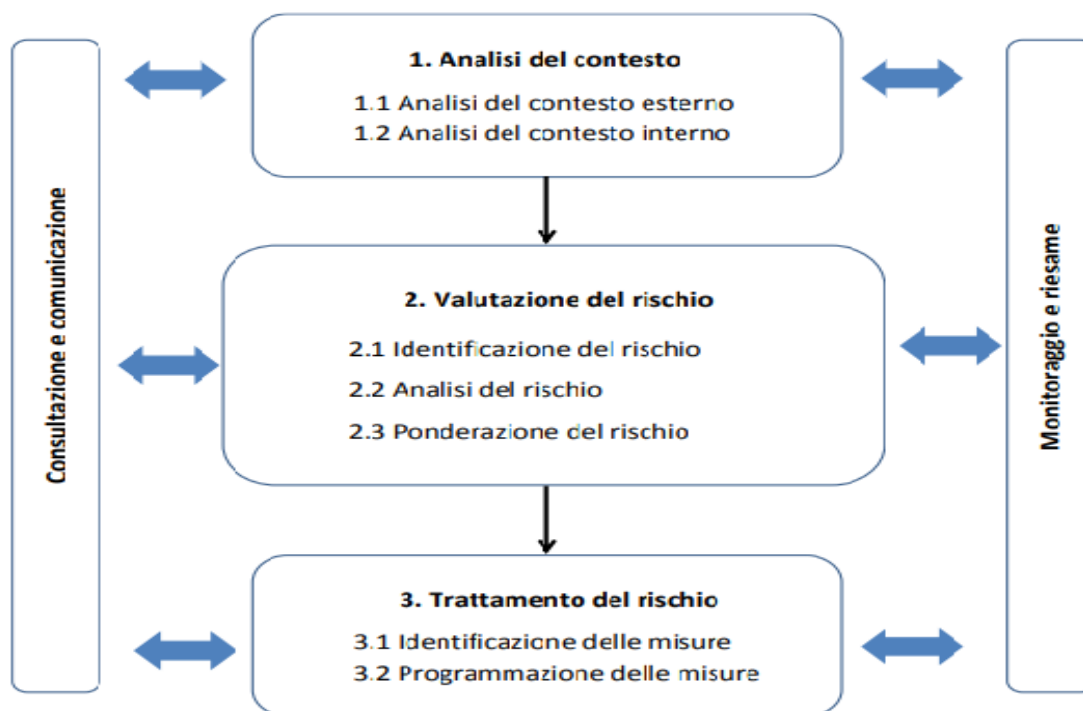 Consultazione e comunicazione
1. Analisi del contesto
1.1 Analisi del contesto esterno
1.2 Analisi del contesto interno
2. Valutazione del rischio
2.1 Identificazione del rischio
2.2 Analisi del rischio
2.3 Ponderazione del rischio
3. Trattamento del rischio
3.1 Identificazione delle misure
3.2 Programmazione delle misure
Monitoraggio e riesame